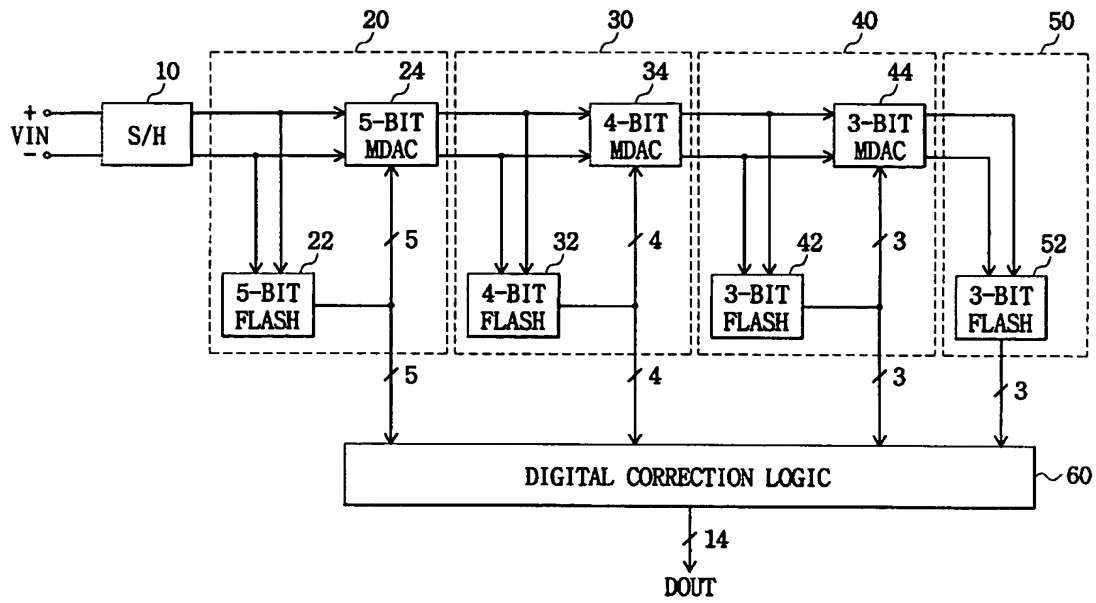 20
30
40
50
10
24
34
44
+
VIN
-
S/H
5-BIT
MDAC
4-BIT
MDAC
3-BIT
MDAC
22
5
32
4
42
3
52
5-BIT
FLASH
4-BIT
FLASH
3-BIT
FLASH
3-BIT
FLASH
5
4
3
3
DIGITAL CORRECTION LOGIC
60
14
DOUT